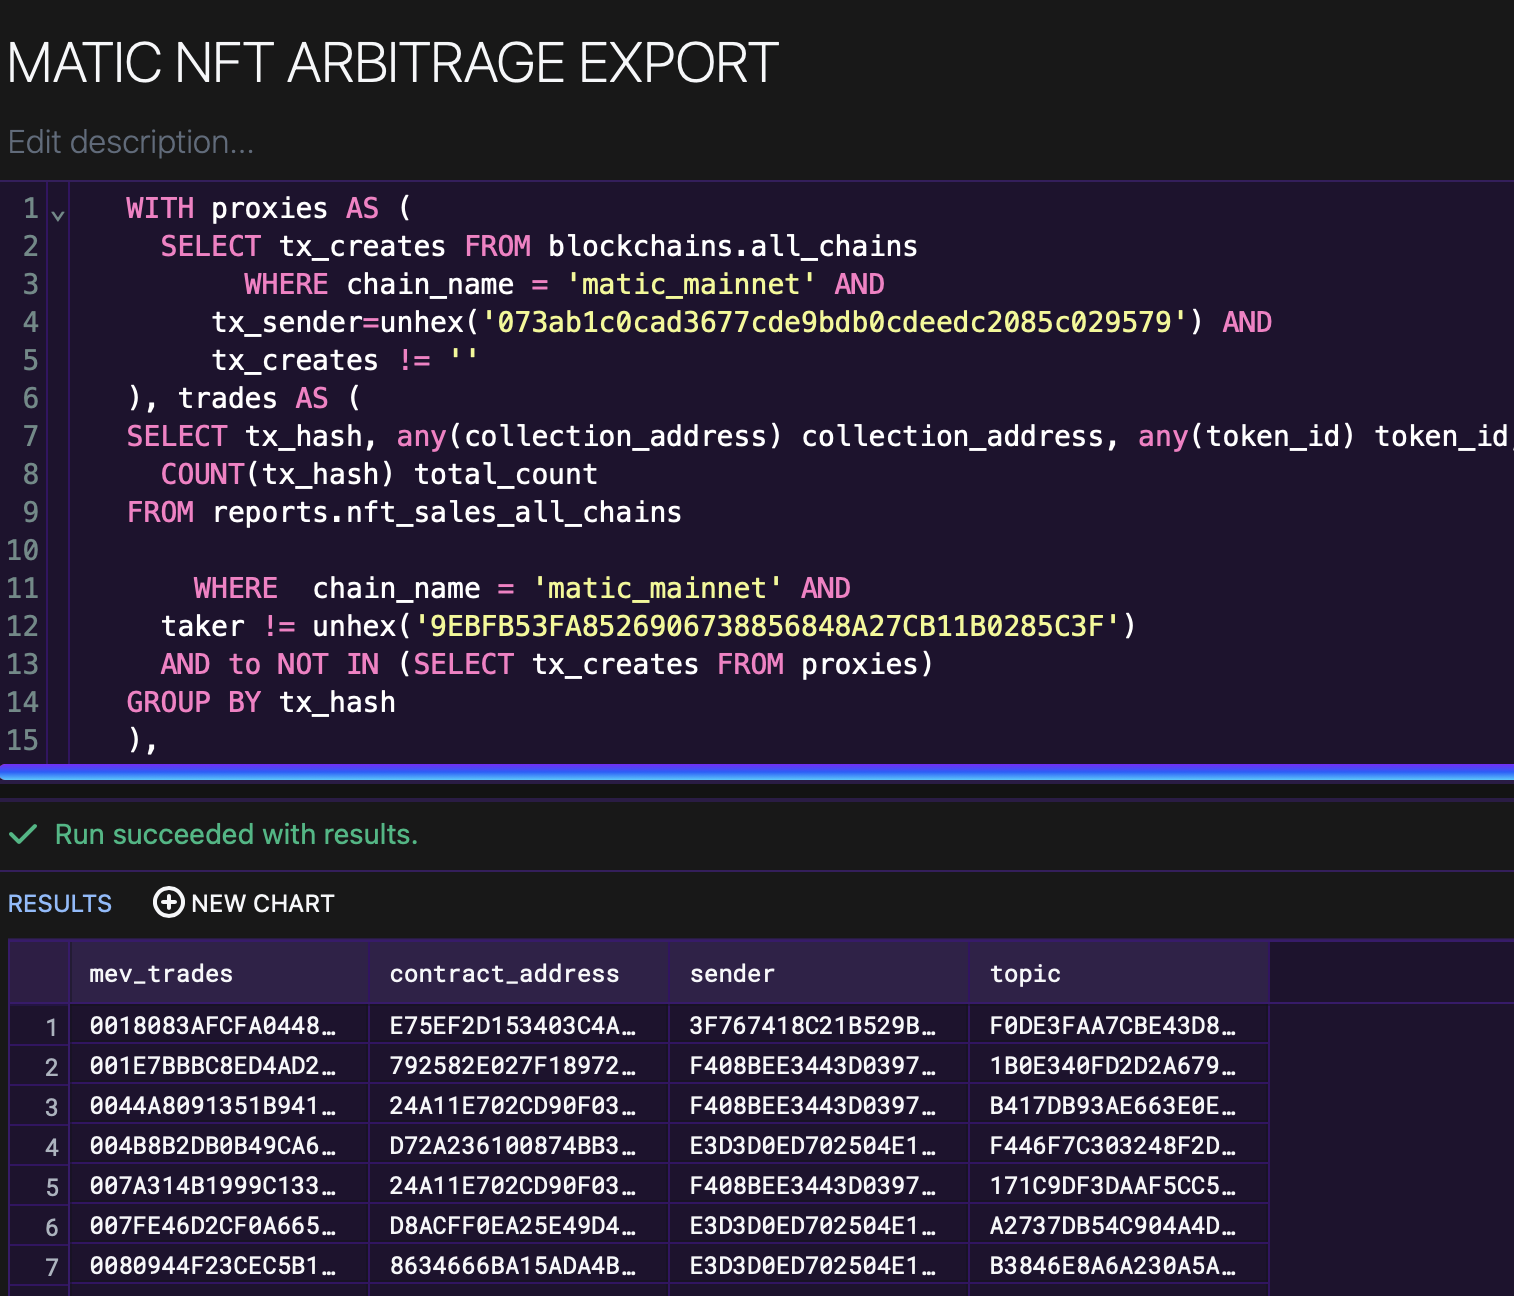 MATIC NFT ARBITRAGE EXPORT
Edit description...
1 WITH proxies AS (
2 SELECT tx_creates FROM blockchains.all_chains
3 WHERE chain_name = 'matic_mainnet' AND
4 tx_sender=unhex('073ab1c0cad3677cde9bdb0cdeedc2085c029579') AND
5 tx_creates != ''
6 ), trades AS (
7 SELECT tx_hash, any(collection_address) collection_address, any(token_id) token_id,
8 COUNT(tx_hash) total_count
9 FROM reports.nft_sales_all_chains
10
11 WHERE chain_name = 'matic_mainnet' AND
12 taker != unhex('9EBFB53FA8526906738856848A27CB11B0285C3F')
13 AND to NOT IN (SELECT tx_creates FROM proxies)
14 GROUP BY tx_hash
15 ),
Run succeeded with results.
RESULTS NEW CHART
mev_trades contract_address sender topic
1 0018083AFCFA0448… E75EF2D153403C4A… 3F767418C21B529B… F0DE3FAA7CBE43D8…
2 001E7BBBC8ED4AD2… 792582E027F18972… F408BEE3443D0397… 1B0E340FD2D2A679…
3 0044A8091351B941… 24A11E702CD90F03… F408BEE3443D0397… B417DB93AE663E0E…
4 004B8B2DB0B49CA6… D72A236100874BB3… E3D3D0ED702504E1… F446F7C303248F2D…
5 007A314B1999C133… 24A11E702CD90F03… F408BEE3443D0397… 171C9DF3DAAF5CC5…
6 007FE46D2CF0A665… D8ACFF0EA25E49D4… E3D3D0ED702504E1… A2737DB54C904A4D…
7 0080944F23CEC5B1… 8634666BA15ADA4B… E3D3D0ED702504E1… B3846E8A6A230A5A…